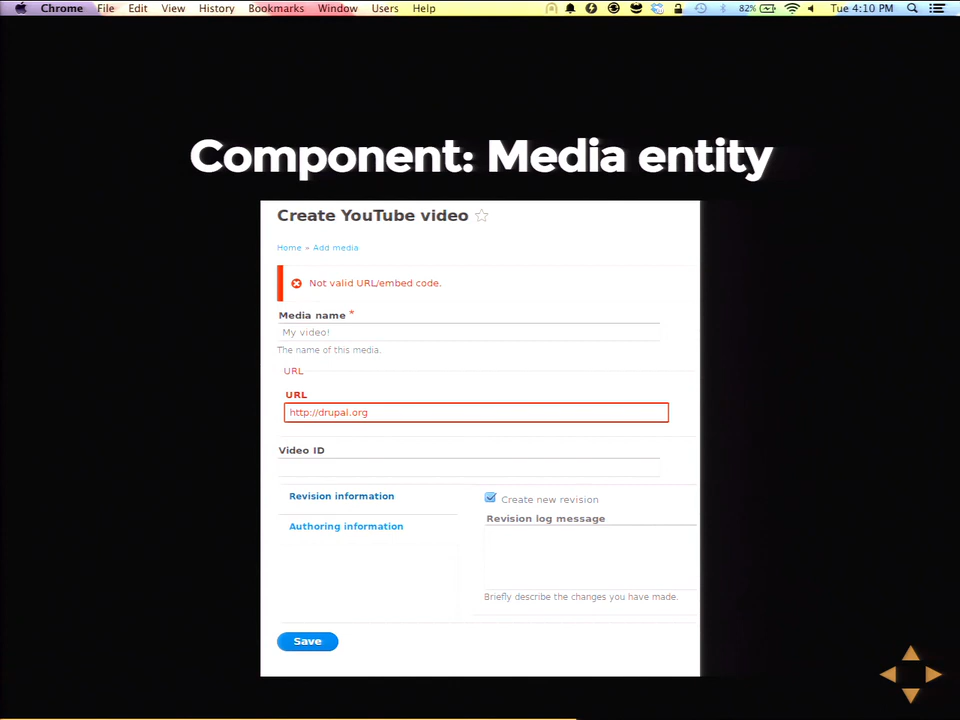 Chrome File Edit View History Bookmarks Window Users Help 82% Tue 4:10 PM
Component: Media entity
Create YouTube video
Home » Add media
Not valid URL/embed code.
Media name *
My video!
The name of this media.
URL
URL
http://drupal.org
Video ID
Revision information
Create new revision
Revision log message
Authoring information
Briefly describe the changes you have made.
Save